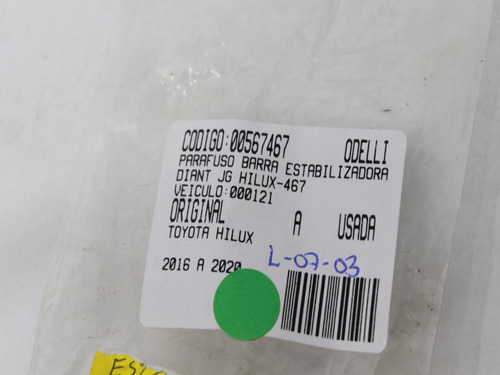 CODIGO:00567467 ODELLI
PARAFUSO BARRA ESTABILIZADORA
DIANT JG HILUX-467
VEICULO:000121
ORIGINAL A USADA
TOYOTA HILUX
2016 A 2020
L-07-03